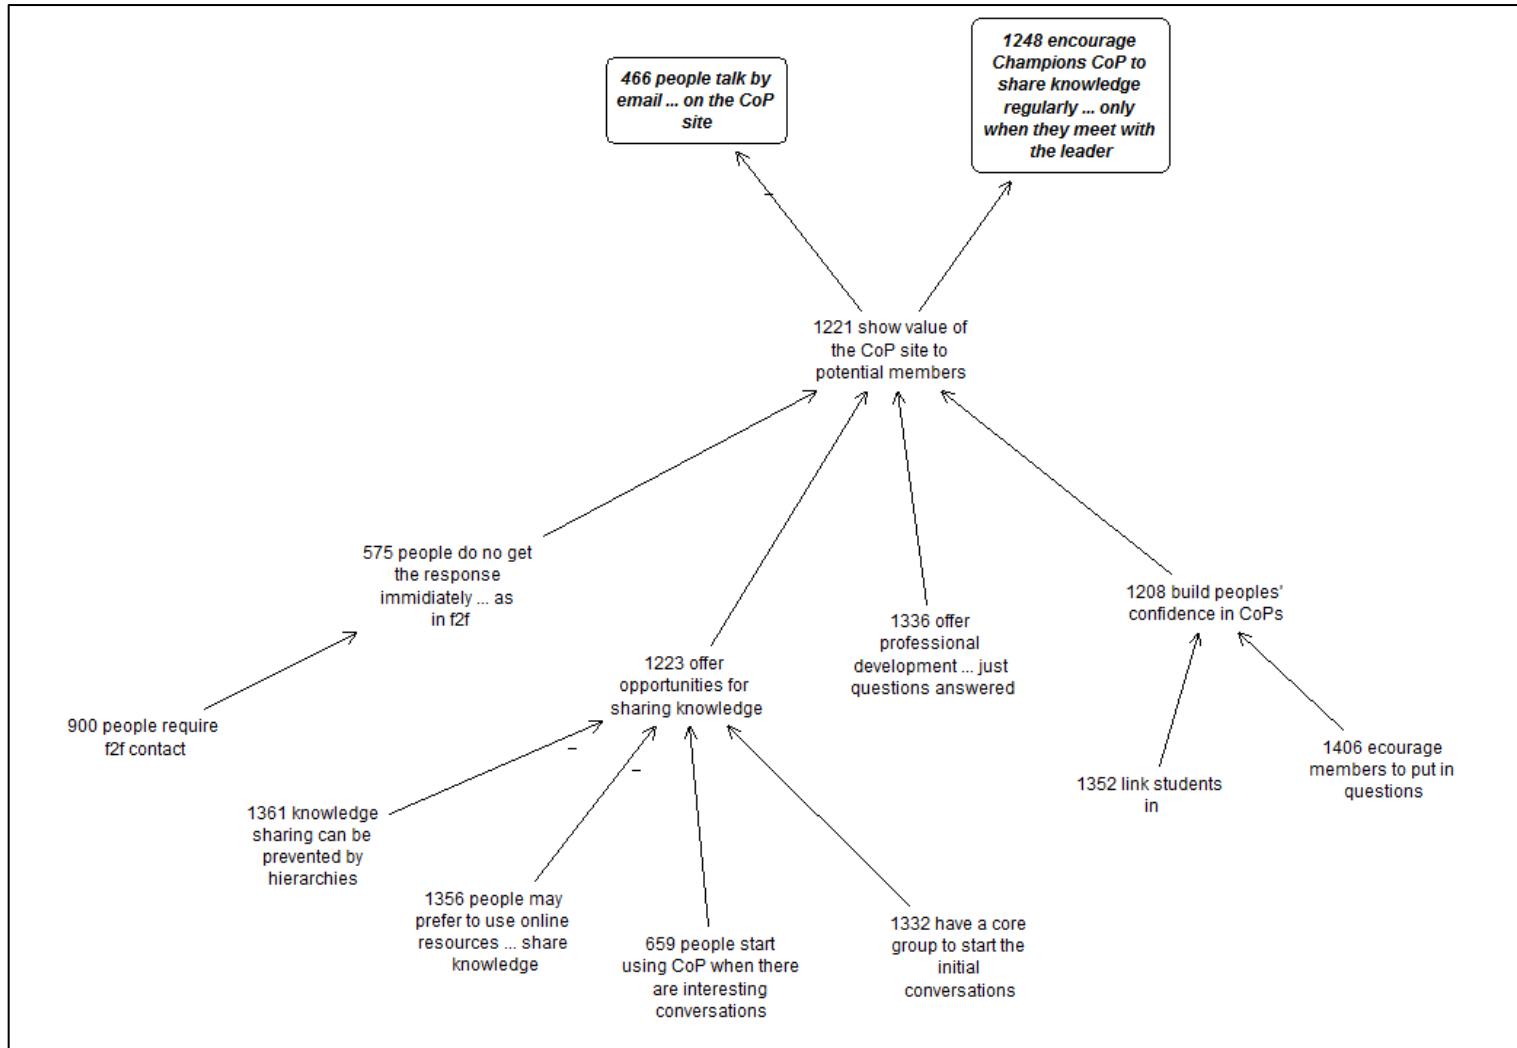 466 people talk by
email ... on the CoP
site
1248 encourage
Champions CoP to
share knowledge
regularly ... only
when they meet with
the leader
–
1221 show value of
the CoP site to
potential members
575 people do no get
the response
immidiately ... as
in f2f
1208 build peoples'
confidence in CoPs
1336 offer
professional
development ... just
questions answered
1223 offer
opportunities for
sharing knowledge
900 people require
f2f contact
–
–
1352 link students
in
1406 ecourage
members to put in
questions
1361 knowledge
sharing can be
prevented by
hierarchies
1356 people may
prefer to use online
resources ... share
knowledge
659 people start
using CoP when there
are interesting
conversations
1332 have a core
group to start the
initial
conversations